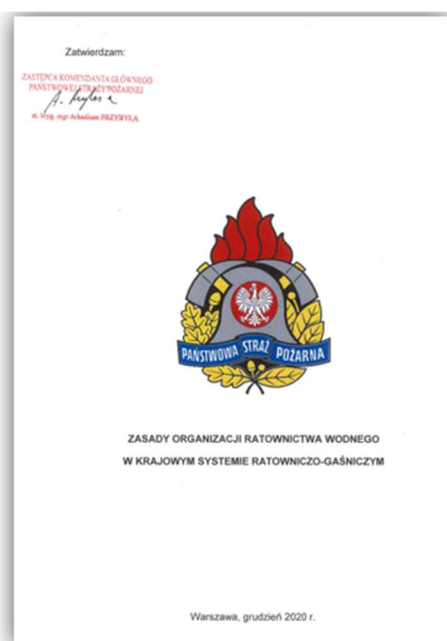 Zatwierdzam:
ZASTĘPCA KOMENDANTA GŁÓWNEGO
PAŃSTWOWEJ STRAŻY POŻARNEJ
st. bryg. mgr Arkadiusz PRZYBYŁA
PAŃSTWOWA STRAŻ POŻARNA
ZASADY ORGANIZACJI RATOWNICTWA WODNEGO
W KRAJOWYM SYSTEMIE RATOWNICZO-GAŚNICZYM
Warszawa, grudzień 2020 r.